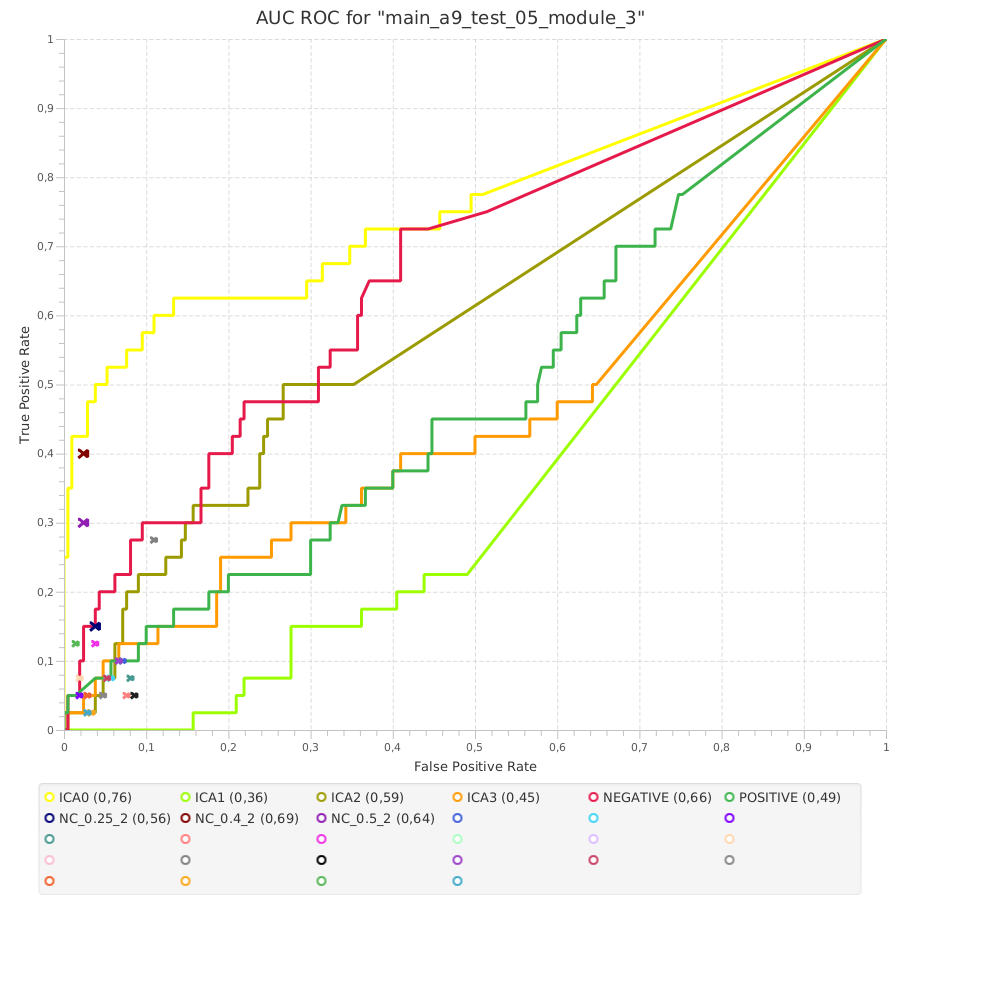 AUC ROC for "main_a9_test_05_module_3"
1
0,9
0,8
0,7
0,6
0,5
0,4
0,3
0,2
0,1
0
True Positive Rate
0 0,1 0,2 0,3 0,4 0,5 0,6 0,7 0,8 0,9 1
False Positive Rate
ICA0 (0,76) ICA1 (0,36) ICA2 (0,59) ICA3 (0,45) NEGATIVE (0,66) POSITIVE (0,49)
NC_0.25_2 (0,56) NC_0.4_2 (0,69) NC_0.5_2 (0,64)